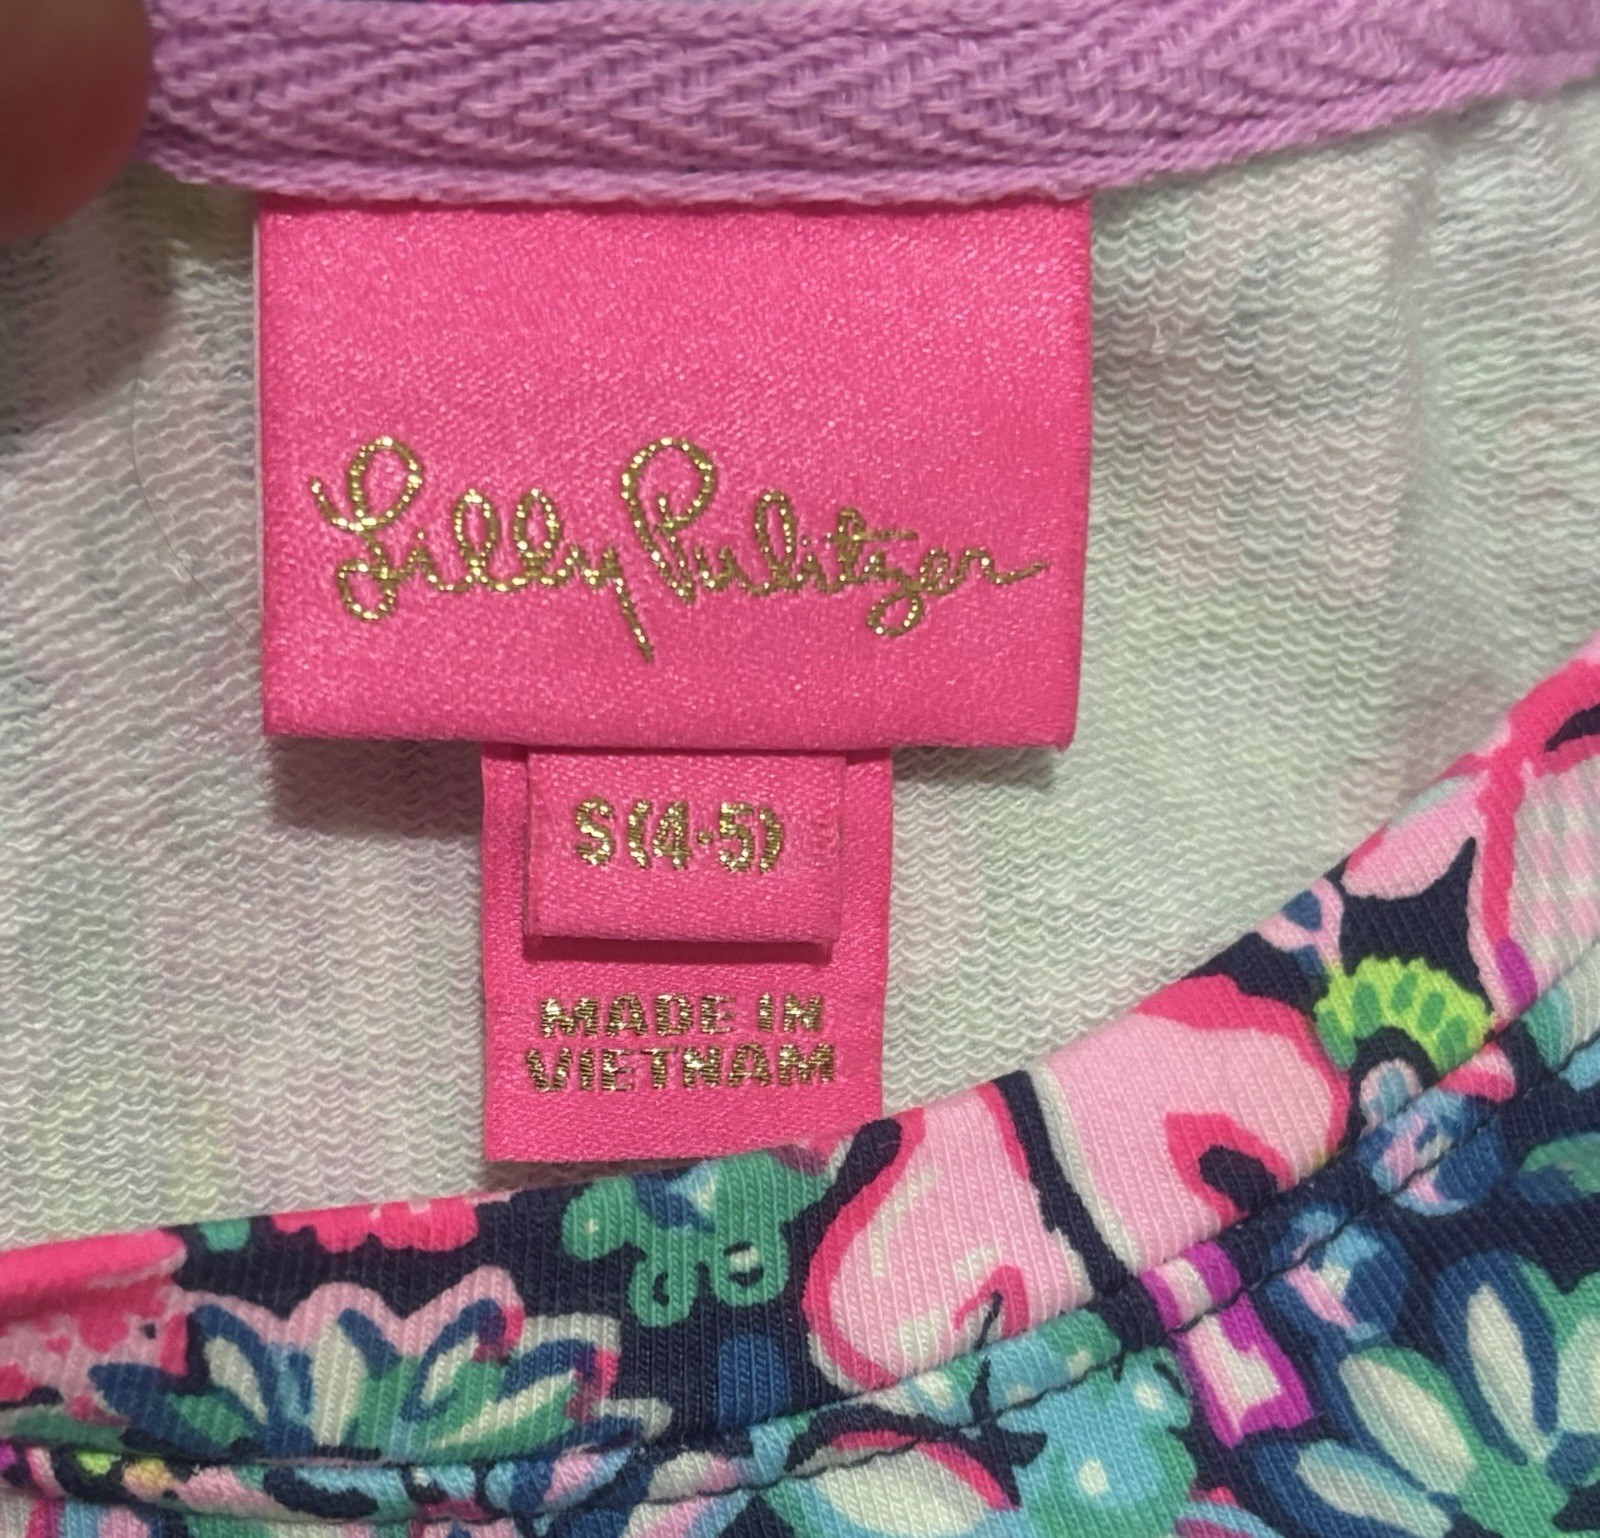 Lilly Pulitzer
S(4-5)
MADE IN
VIETNAM